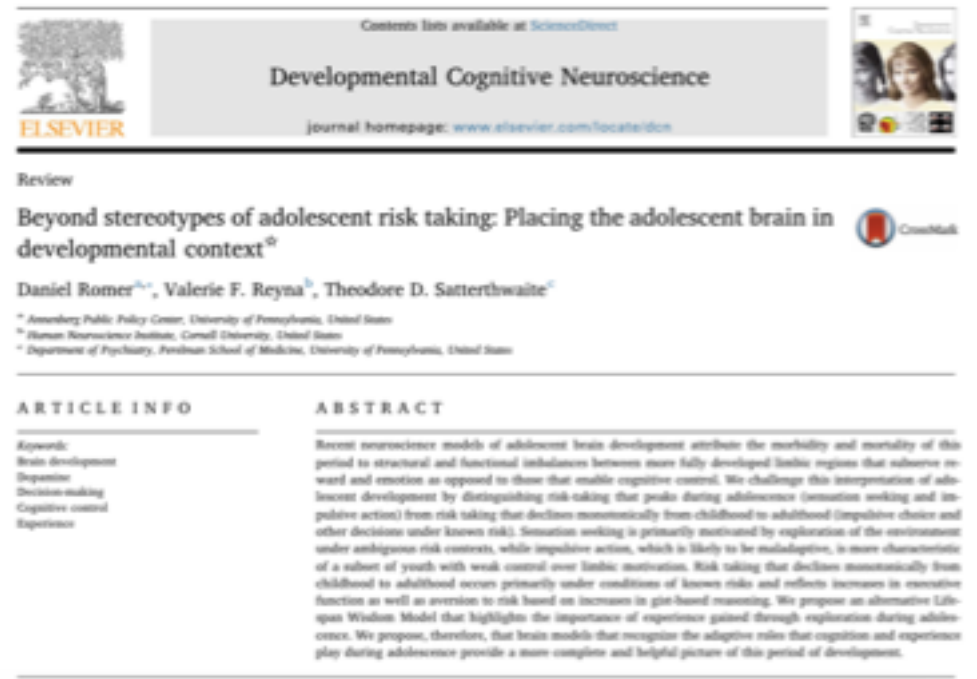 Contents lists available at ScienceDirect
Developmental Cognitive Neuroscience
journal homepage: www.elsevier.com/locate/dcn
ELSEVIER
Review
Beyond stereotypes of adolescent risk taking: Placing the adolescent brain in
developmental context☆
CrossMark
Daniel Romer a,*, Valerie F. Reyna b, Theodore D. Satterthwaite c
a Annenberg Public Policy Center, University of Pennsylvania, United States
b Human Neuroscience Institute, Cornell University, United States
c Department of Psychiatry, Perelman School of Medicine, University of Pennsylvania, United States
ARTICLE INFO
Keywords:
Brain development
Dopamine
Decision-making
Cognitive control
Experience
ABSTRACT
Recent neuroscience models of adolescent brain development attribute the morbidity and mortality of this
period to structural and functional imbalances between more fully developed limbic regions that subserve re-
ward and emotion as opposed to those that enable cognitive control. We challenge this interpretation of ado-
lescent development by distinguishing risk-taking that peaks during adolescence (sensation seeking and im-
pulsive action) from risk taking that declines monotonically from childhood to adulthood (impulsive choice and
other decisions under known risk). Sensation seeking is primarily motivated by exploration of the environment
under ambiguous risk contexts, while impulsive action, which is likely to be maladaptive, is more characteristic
of a subset of youth with weak control over limbic motivation. Risk taking that declines monotonically from
childhood to adulthood occurs primarily under conditions of known risks and reflects increases in executive
function as well as aversion to risk based on increases in gist-based reasoning. We propose an alternative Life-
span Wisdom Model that highlights the importance of experience gained through exploration during adoles-
cence. We propose, therefore, that brain models that recognize the adaptive roles that cognition and experience
play during adolescence provide a more complete and helpful picture of this period of development.